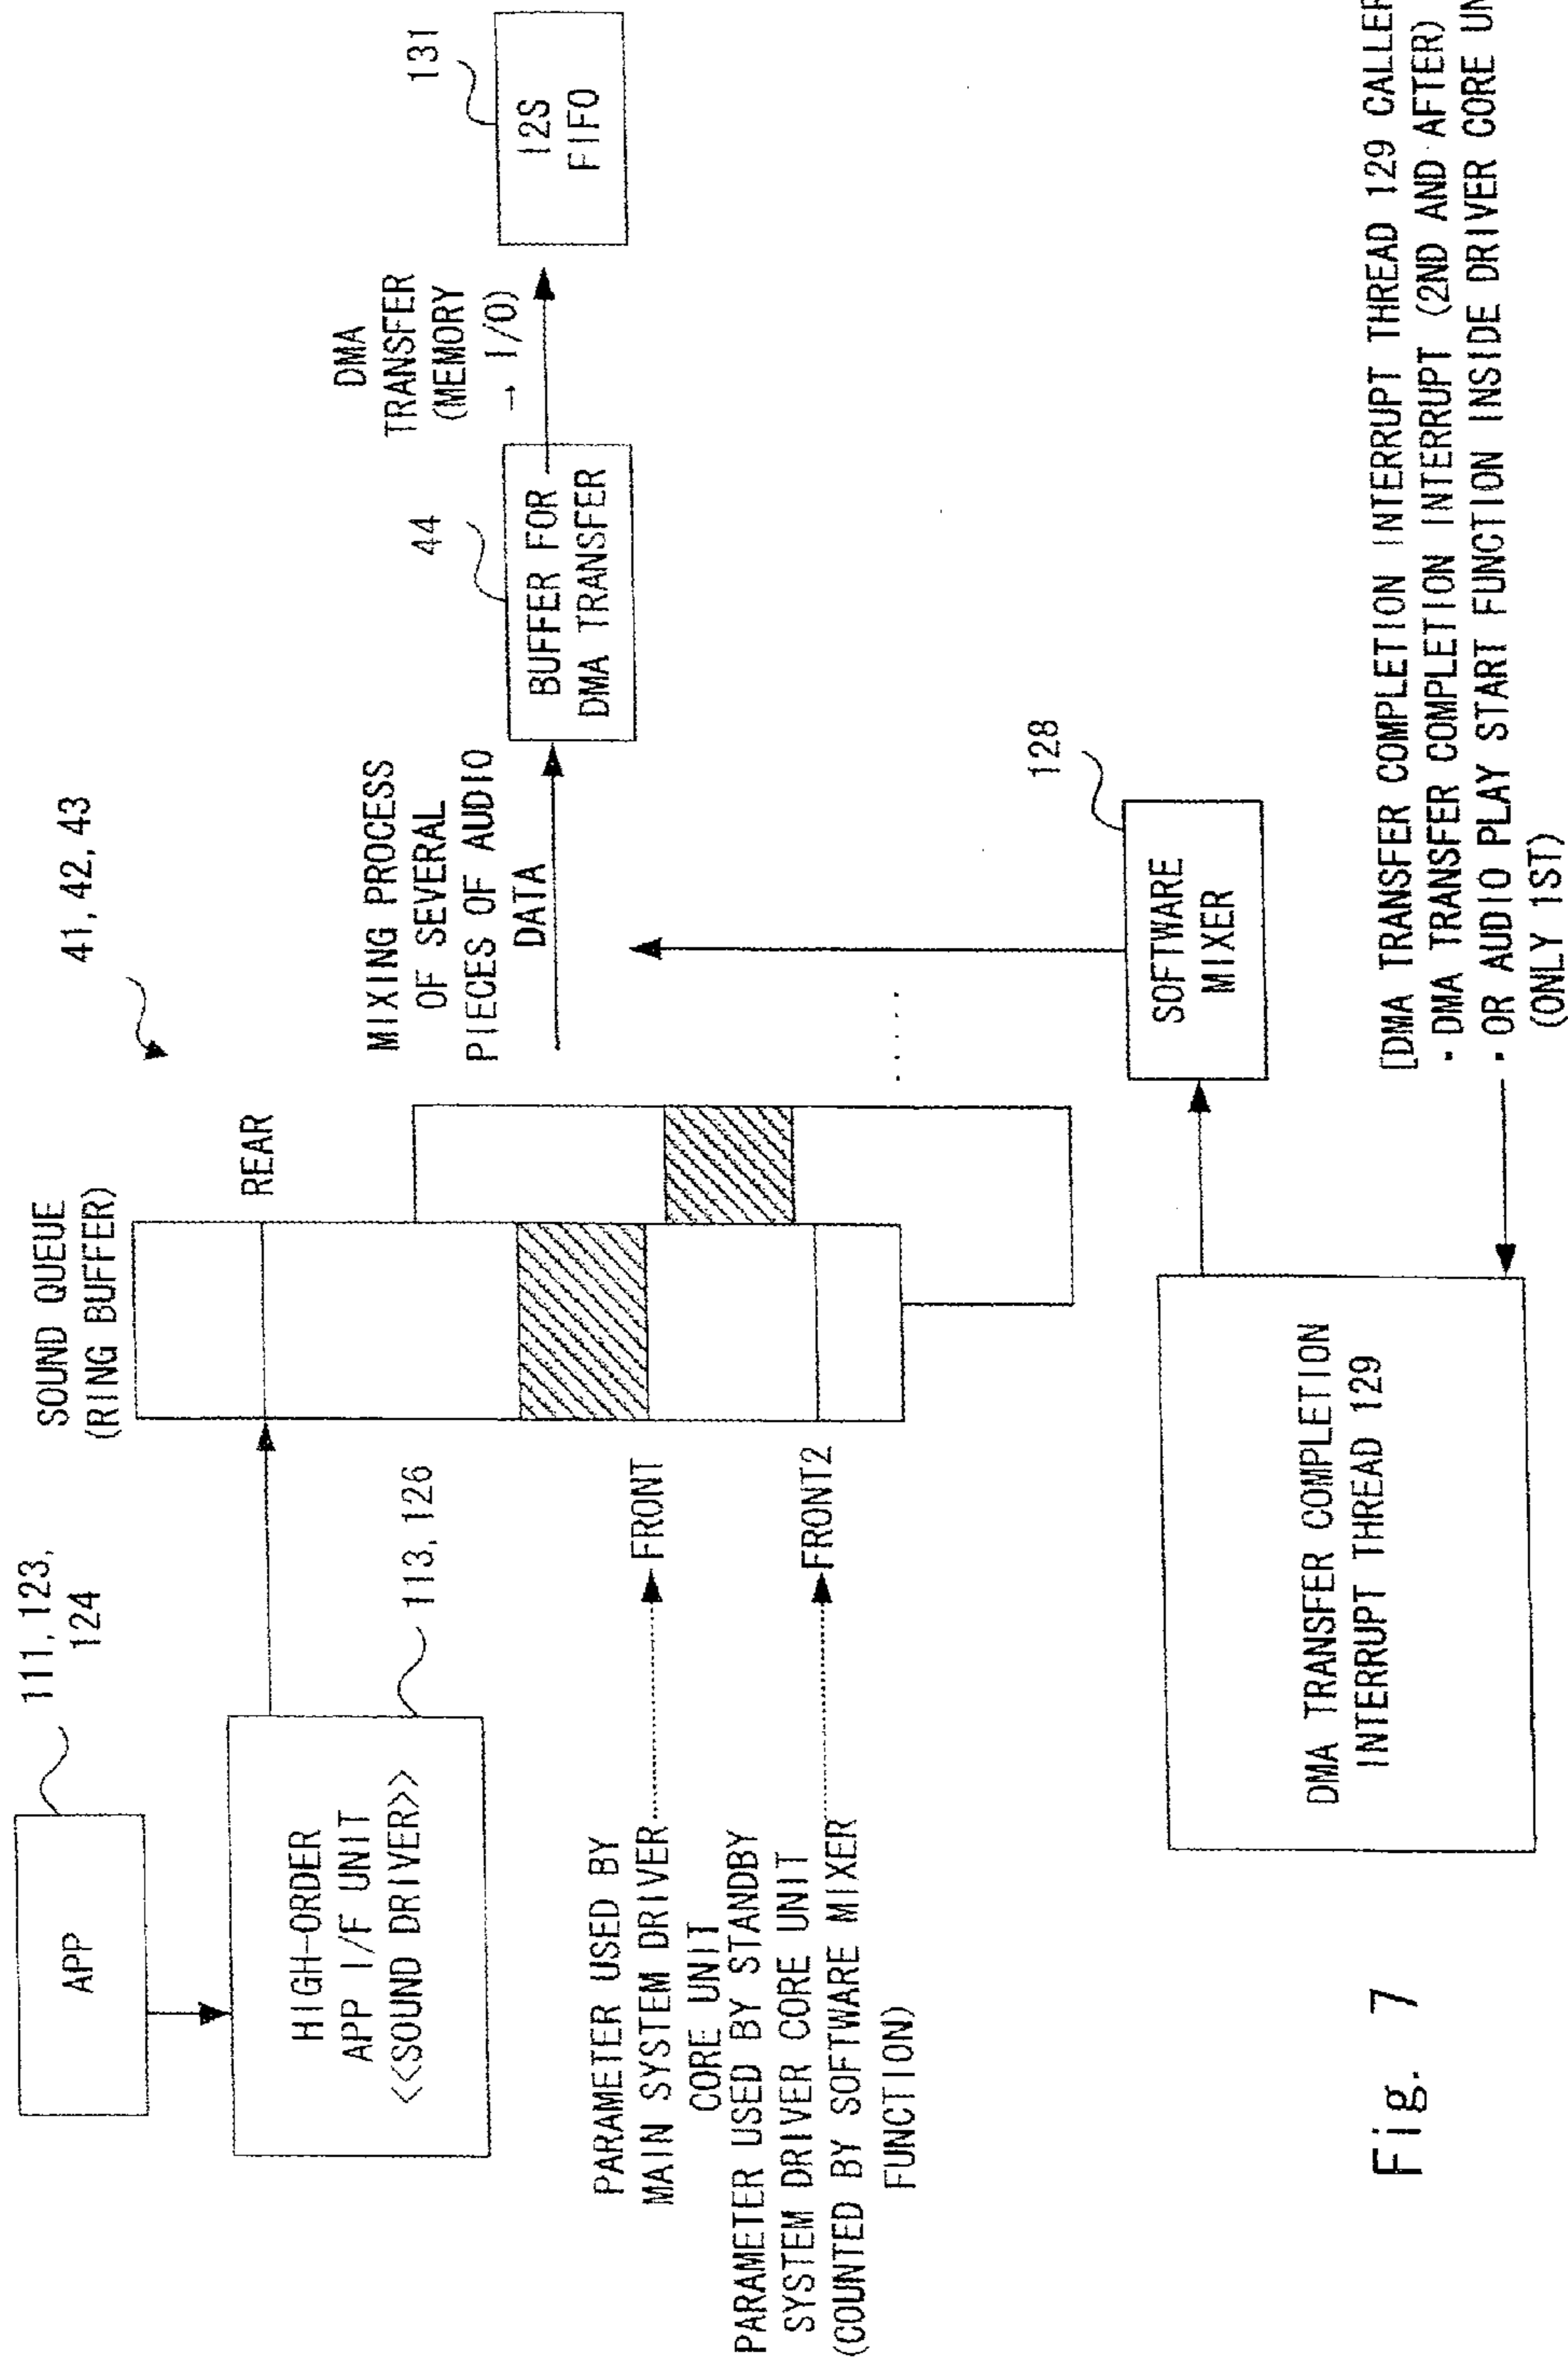 111, 123,
124
APP
HIGH-ORDER
APP I/F UNIT
<<SOUND DRIVER>>
113, 126
SOUND QUEUE
(RING BUFFER)
REAR
41, 42, 43
PARAMETER USED BY
MAIN SYSTEM DRIVER
CORE UNIT
FRONT
PARAMETER USED BY STANDBY
SYSTEM DRIVER CORE UNIT
(COUNTED BY SOFTWARE MIXER
FUNCTION)
FRONT2
MIXING PROCESS
OF SEVERAL
PIECES OF AUDIO
DATA
44
BUFFER FOR
DMA TRANSFER
DMA
TRANSFER
(MEMORY
→ I/O)
131
I2S
FIFO
.....
128
SOFTWARE
MIXER
DMA TRANSFER COMPLETION
INTERRUPT THREAD 129
[DMA TRANSFER COMPLETION INTERRUPT THREAD 129 CALLER
・DMA TRANSFER COMPLETION INTERRUPT (2ND AND AFTER)
・OR AUDIO PLAY START FUNCTION INSIDE DRIVER CORE
(ONLY 1ST)
Fig. 7